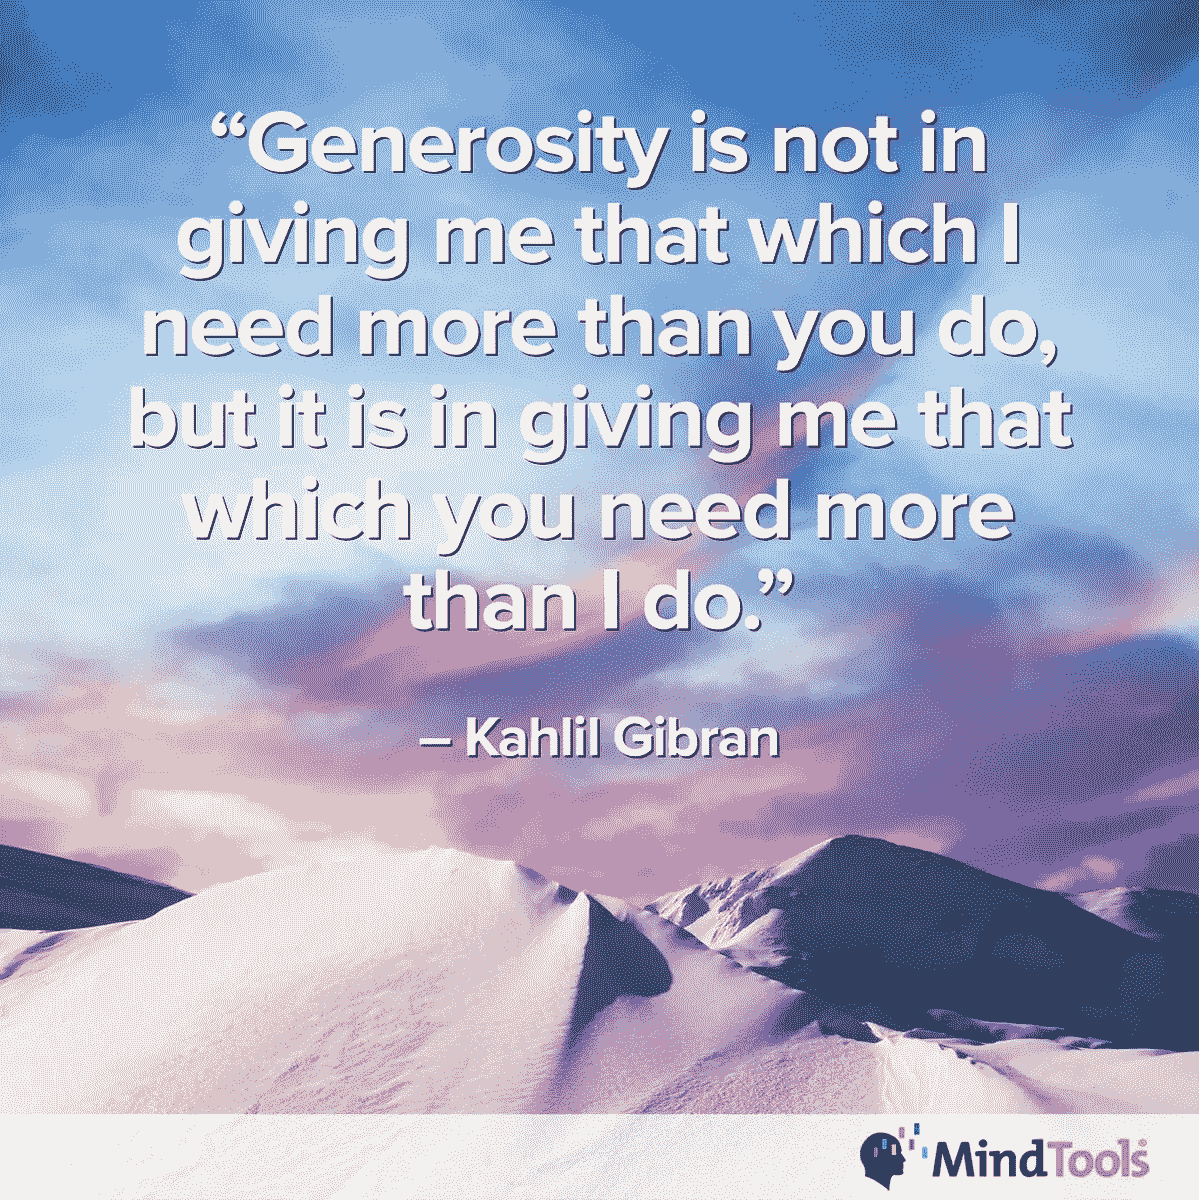 “Generosity is not in
giving me that which I
need more than you do,
but it is in giving me that
which you need more
than I do.”
– Kahlil Gibran
MindTools